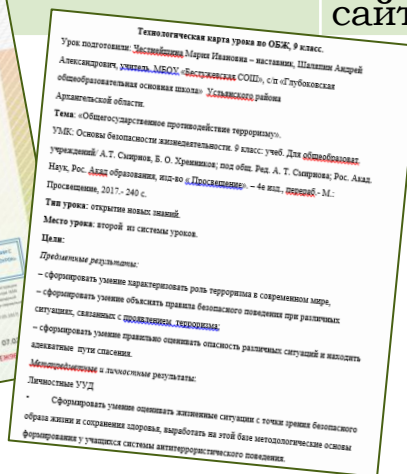 сайт
Технологическая карта урока по ОБЖ, 9 класс.
Урок подготовили: Честнейшина Мария Ивановна – наставник, Шаляпин Андрей
Александрович, учитель, МБОУ «Бестужевская СОШ», с/п «Глубоковская
общеобразовательная основная школа» Устьянского района
Архангельской области.
Тема: «Общегосударственное противодействие терроризму».
УМК: Основы безопасности жизнедеятельности. 9 класс: учеб. Для общеобразоват.
учреждений/ А.Т. Смирнов, Б. О. Хренников; под общ. Ред. А. Т. Смирнова; Рос. Акад.
Наук, Рос. Акад образования, изд-во « Просвещение». – 4е изд., перераб.- М.:
Просвещение, 2017.- 240 с.
Тип урока: открытие новых знаний.
Место урока: второй из системы уроков.
Цели:
Предметные результаты:
– сформировать умение характеризовать роль терроризма в современном мире,
– сформировать умение объяснять правила безопасного поведения при различных
ситуациях, связанных с проявлением терроризма;
– сформировать умение правильно оценивать опасность различных ситуаций и находить
адекватные пути спасения.
Метапредметные и личностные результаты:
Личностные УУД
• Сформировать умение оценивать жизненные ситуации с точки зрения безопасного
образа жизни и сохранения здоровья, выработать на этой базе методологические основы
формирования у учащихся системы антитеррористического поведения.
07.0